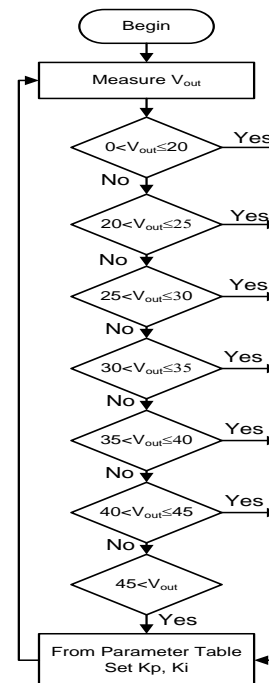 Begin
Measure Vout
0<Vout≤20
Yes
No
20<Vout≤25
Yes
No
25<Vout≤30
Yes
No
30<Vout≤35
Yes
No
35<Vout≤40
Yes
No
40<Vout≤45
Yes
No
45<Vout
Yes
From Parameter Table
Set Kp, Ki